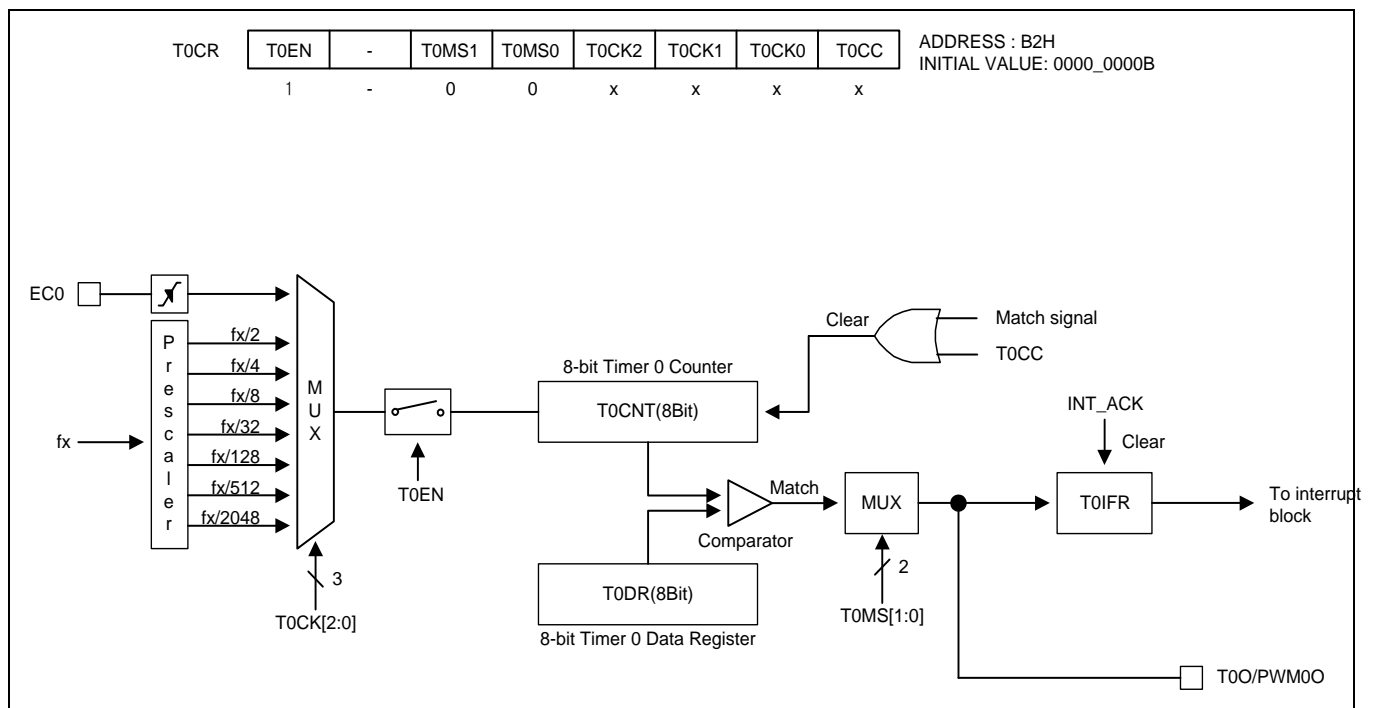 T0CR T0EN - T0MS1 T0MS0 T0CK2 T0CK1 T0CK0 T0CC
ADDRESS : B2H
INITIAL VALUE: 0000_0000B
1 - 0 0 x x x x
EC0
Prescaler
fx
fx/2
fx/4
fx/8
fx/32
fx/128
fx/512
fx/2048
MUX
3
T0CK[2:0]
T0EN
8-bit Timer 0 Counter
T0CNT(8Bit)
Clear
Match signal
T0CC
Comparator
Match
T0DR(8Bit)
8-bit Timer 0 Data Register
MUX
2
T0MS[1:0]
INT_ACK
Clear
T0IFR
To interrupt
block
T0O/PWM0O